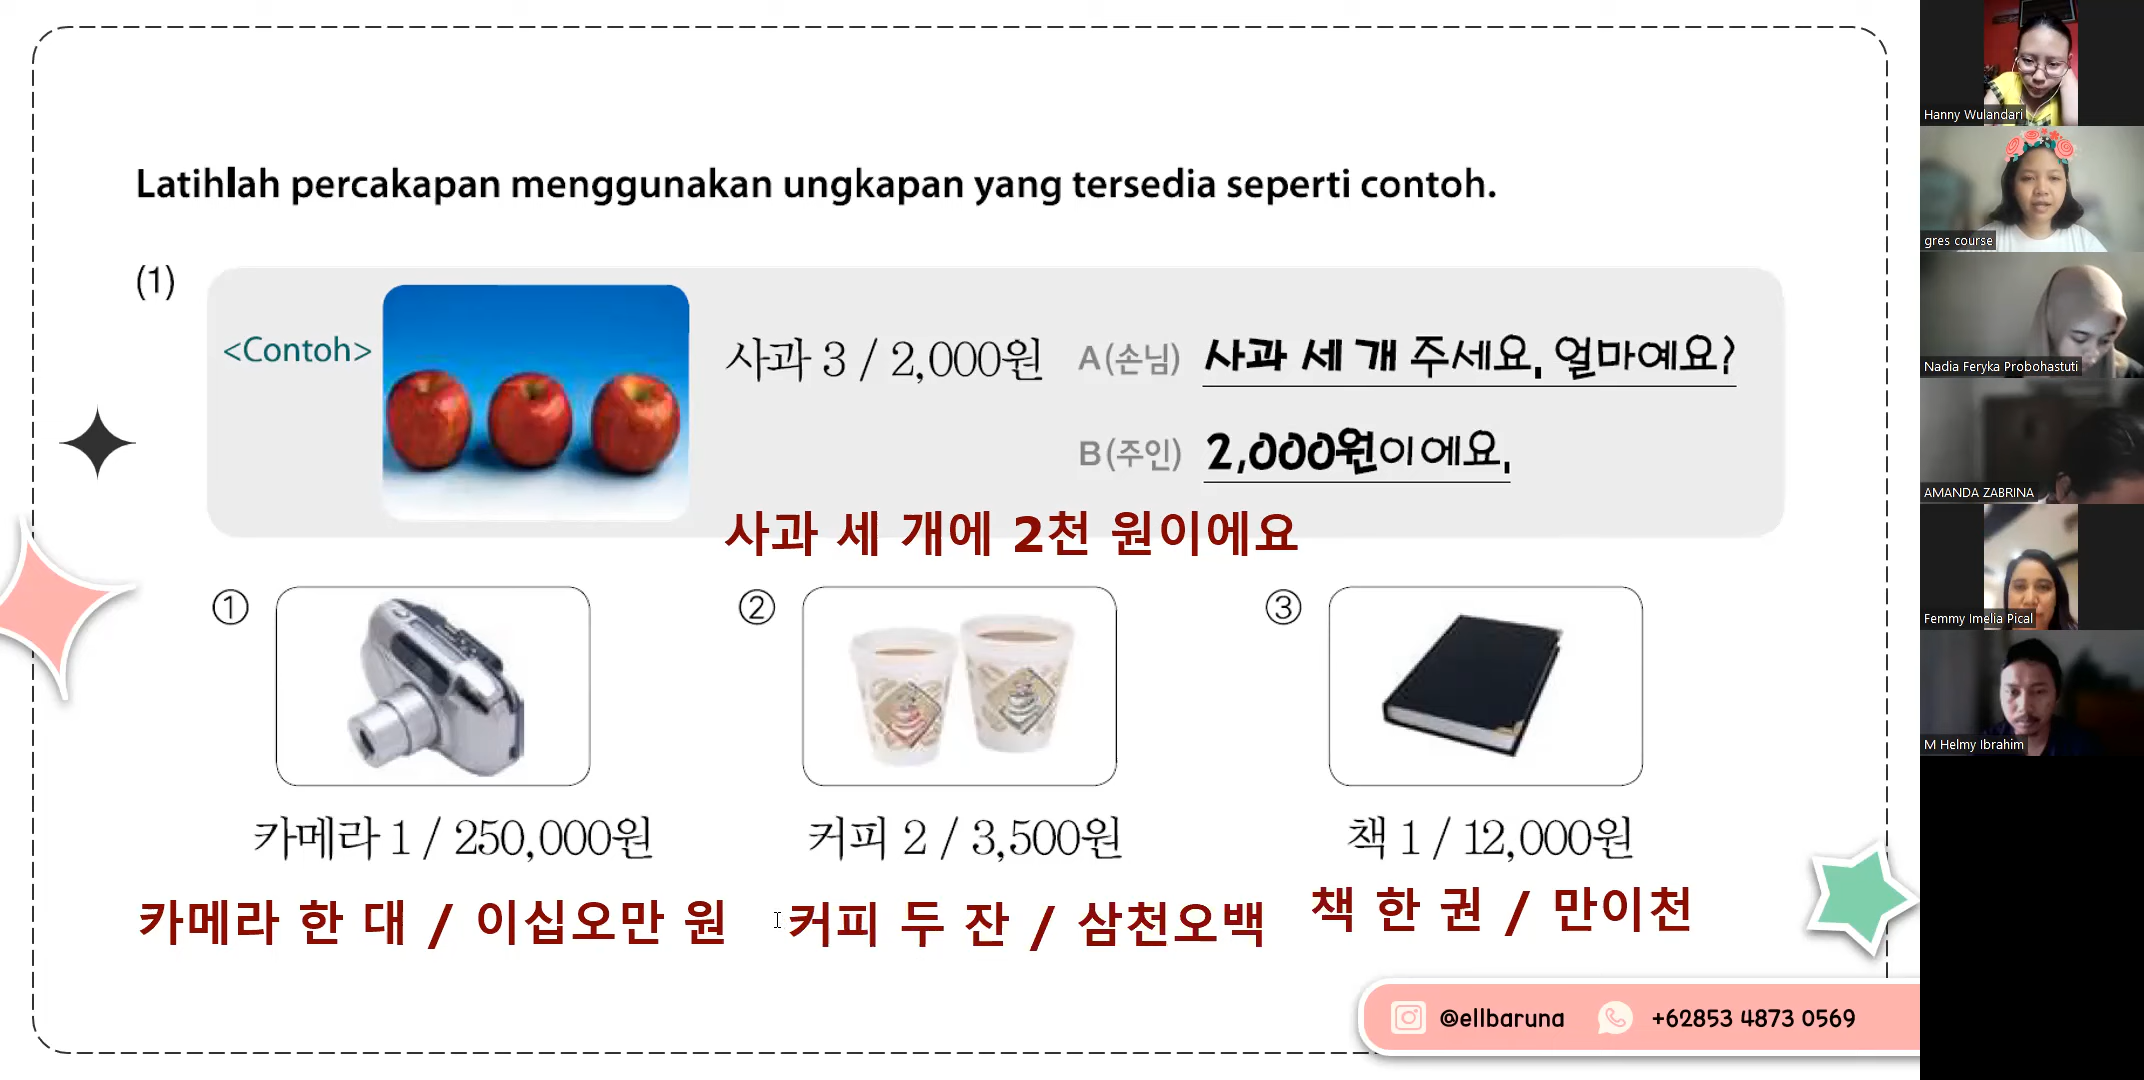 Latihlah percakapan menggunakan ungkapan yang tersedia seperti contoh.
(1)
<Contoh>
사과 3 / 2,000원
A(손님) 사과 세 개 주세요. 얼마예요?
B(주인) 2,000원이에요.
사과 세 개에 2천 원이에요
① ② ③
카메라 1 / 250,000원
커피 2 / 3,500원
책 1 / 12,000원
카메라 한 대 / 이십오만 원
커피 두 잔 / 삼천오백
책 한 권 / 만이천
@ellbaruna +62853 4873 0569
Hanny Wulandari
gres course
Nadia Feryka Probohastuti
AMANDA ZABRINA
Femmy Imelia Pical
M Helmy Ibrahim